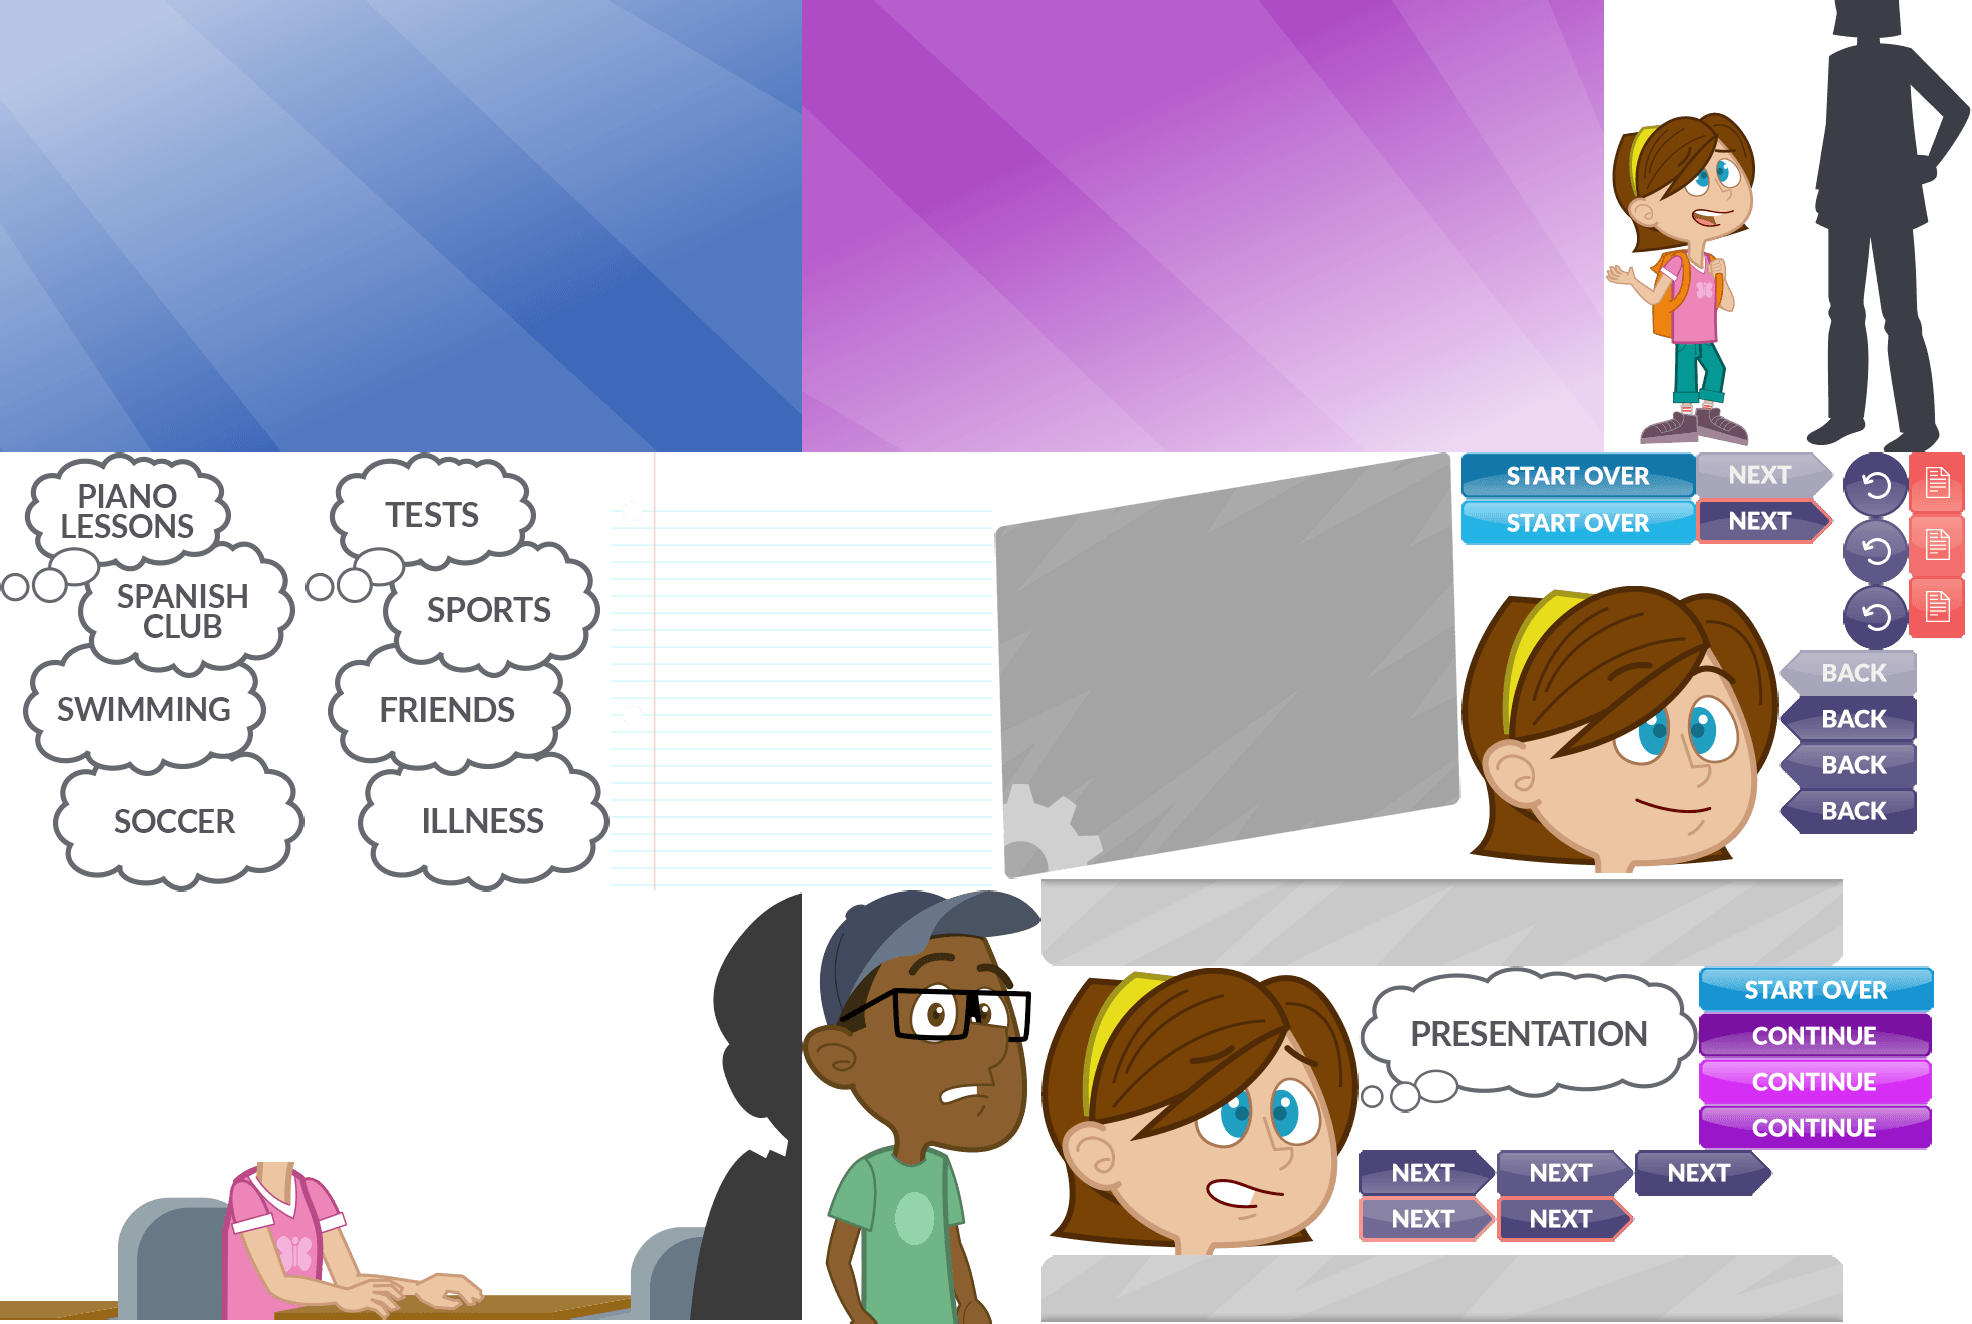 PIANO
LESSONS
SPANISH
CLUB
SWIMMING
SOCCER
TESTS
SPORTS
FRIENDS
ILLNESS
START OVER
NEXT
START OVER
NEXT
BACK
BACK
BACK
BACK
PRESENTATION
START OVER
CONTINUE
CONTINUE
CONTINUE
NEXT
NEXT
NEXT
NEXT
NEXT